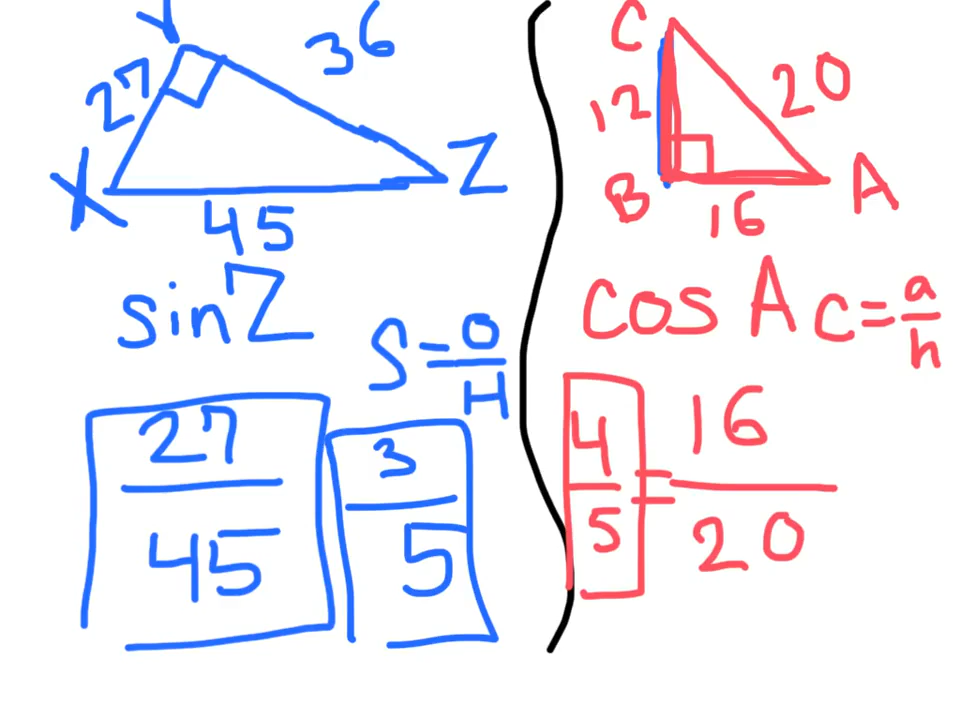 Y
27
36
X
Z
45
sin Z
S = O/H
27/45
3/5
C
12
20
B
16
A
cos A
C = a/h
4/5 = 16/20